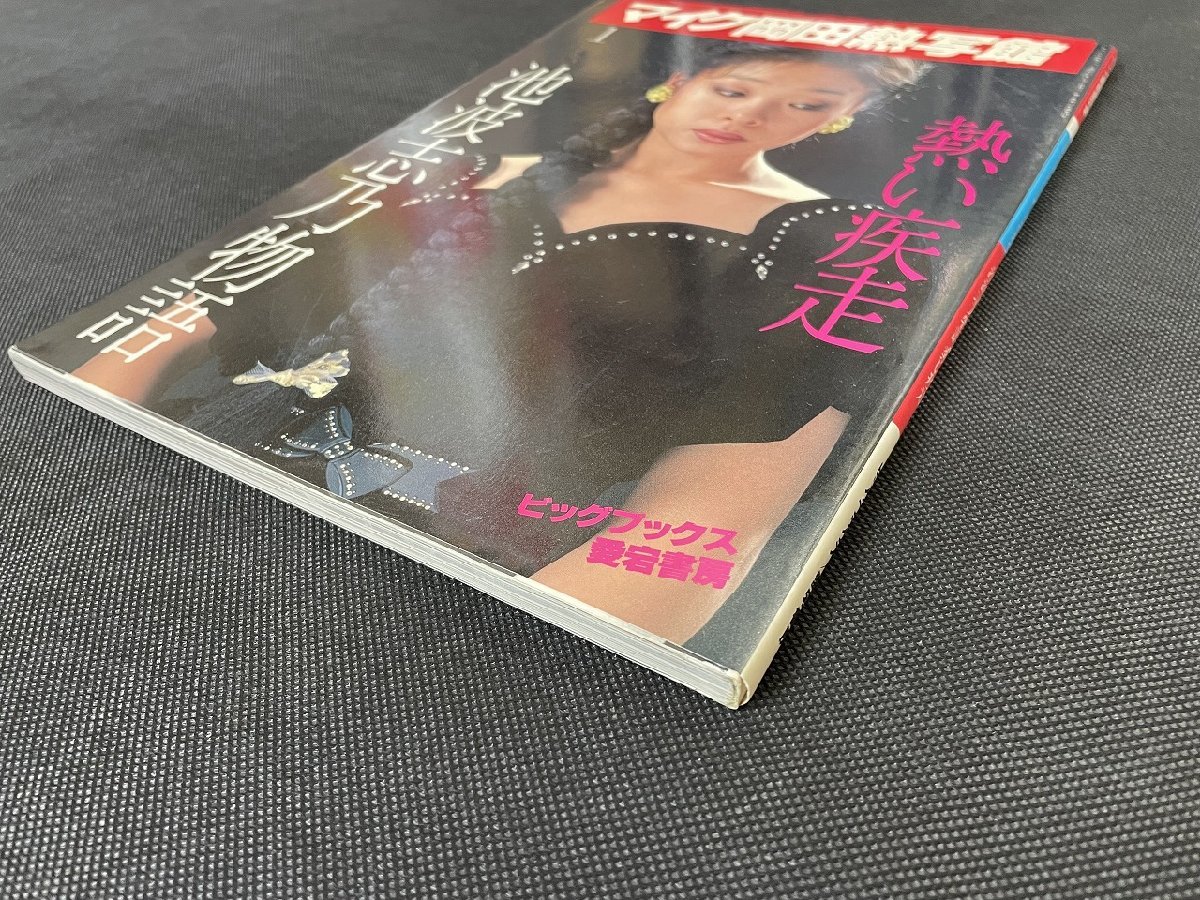 マイク岡田熱写館
1
熱い疾走
池波志乃物語
ビッグブックス
愛宕書房